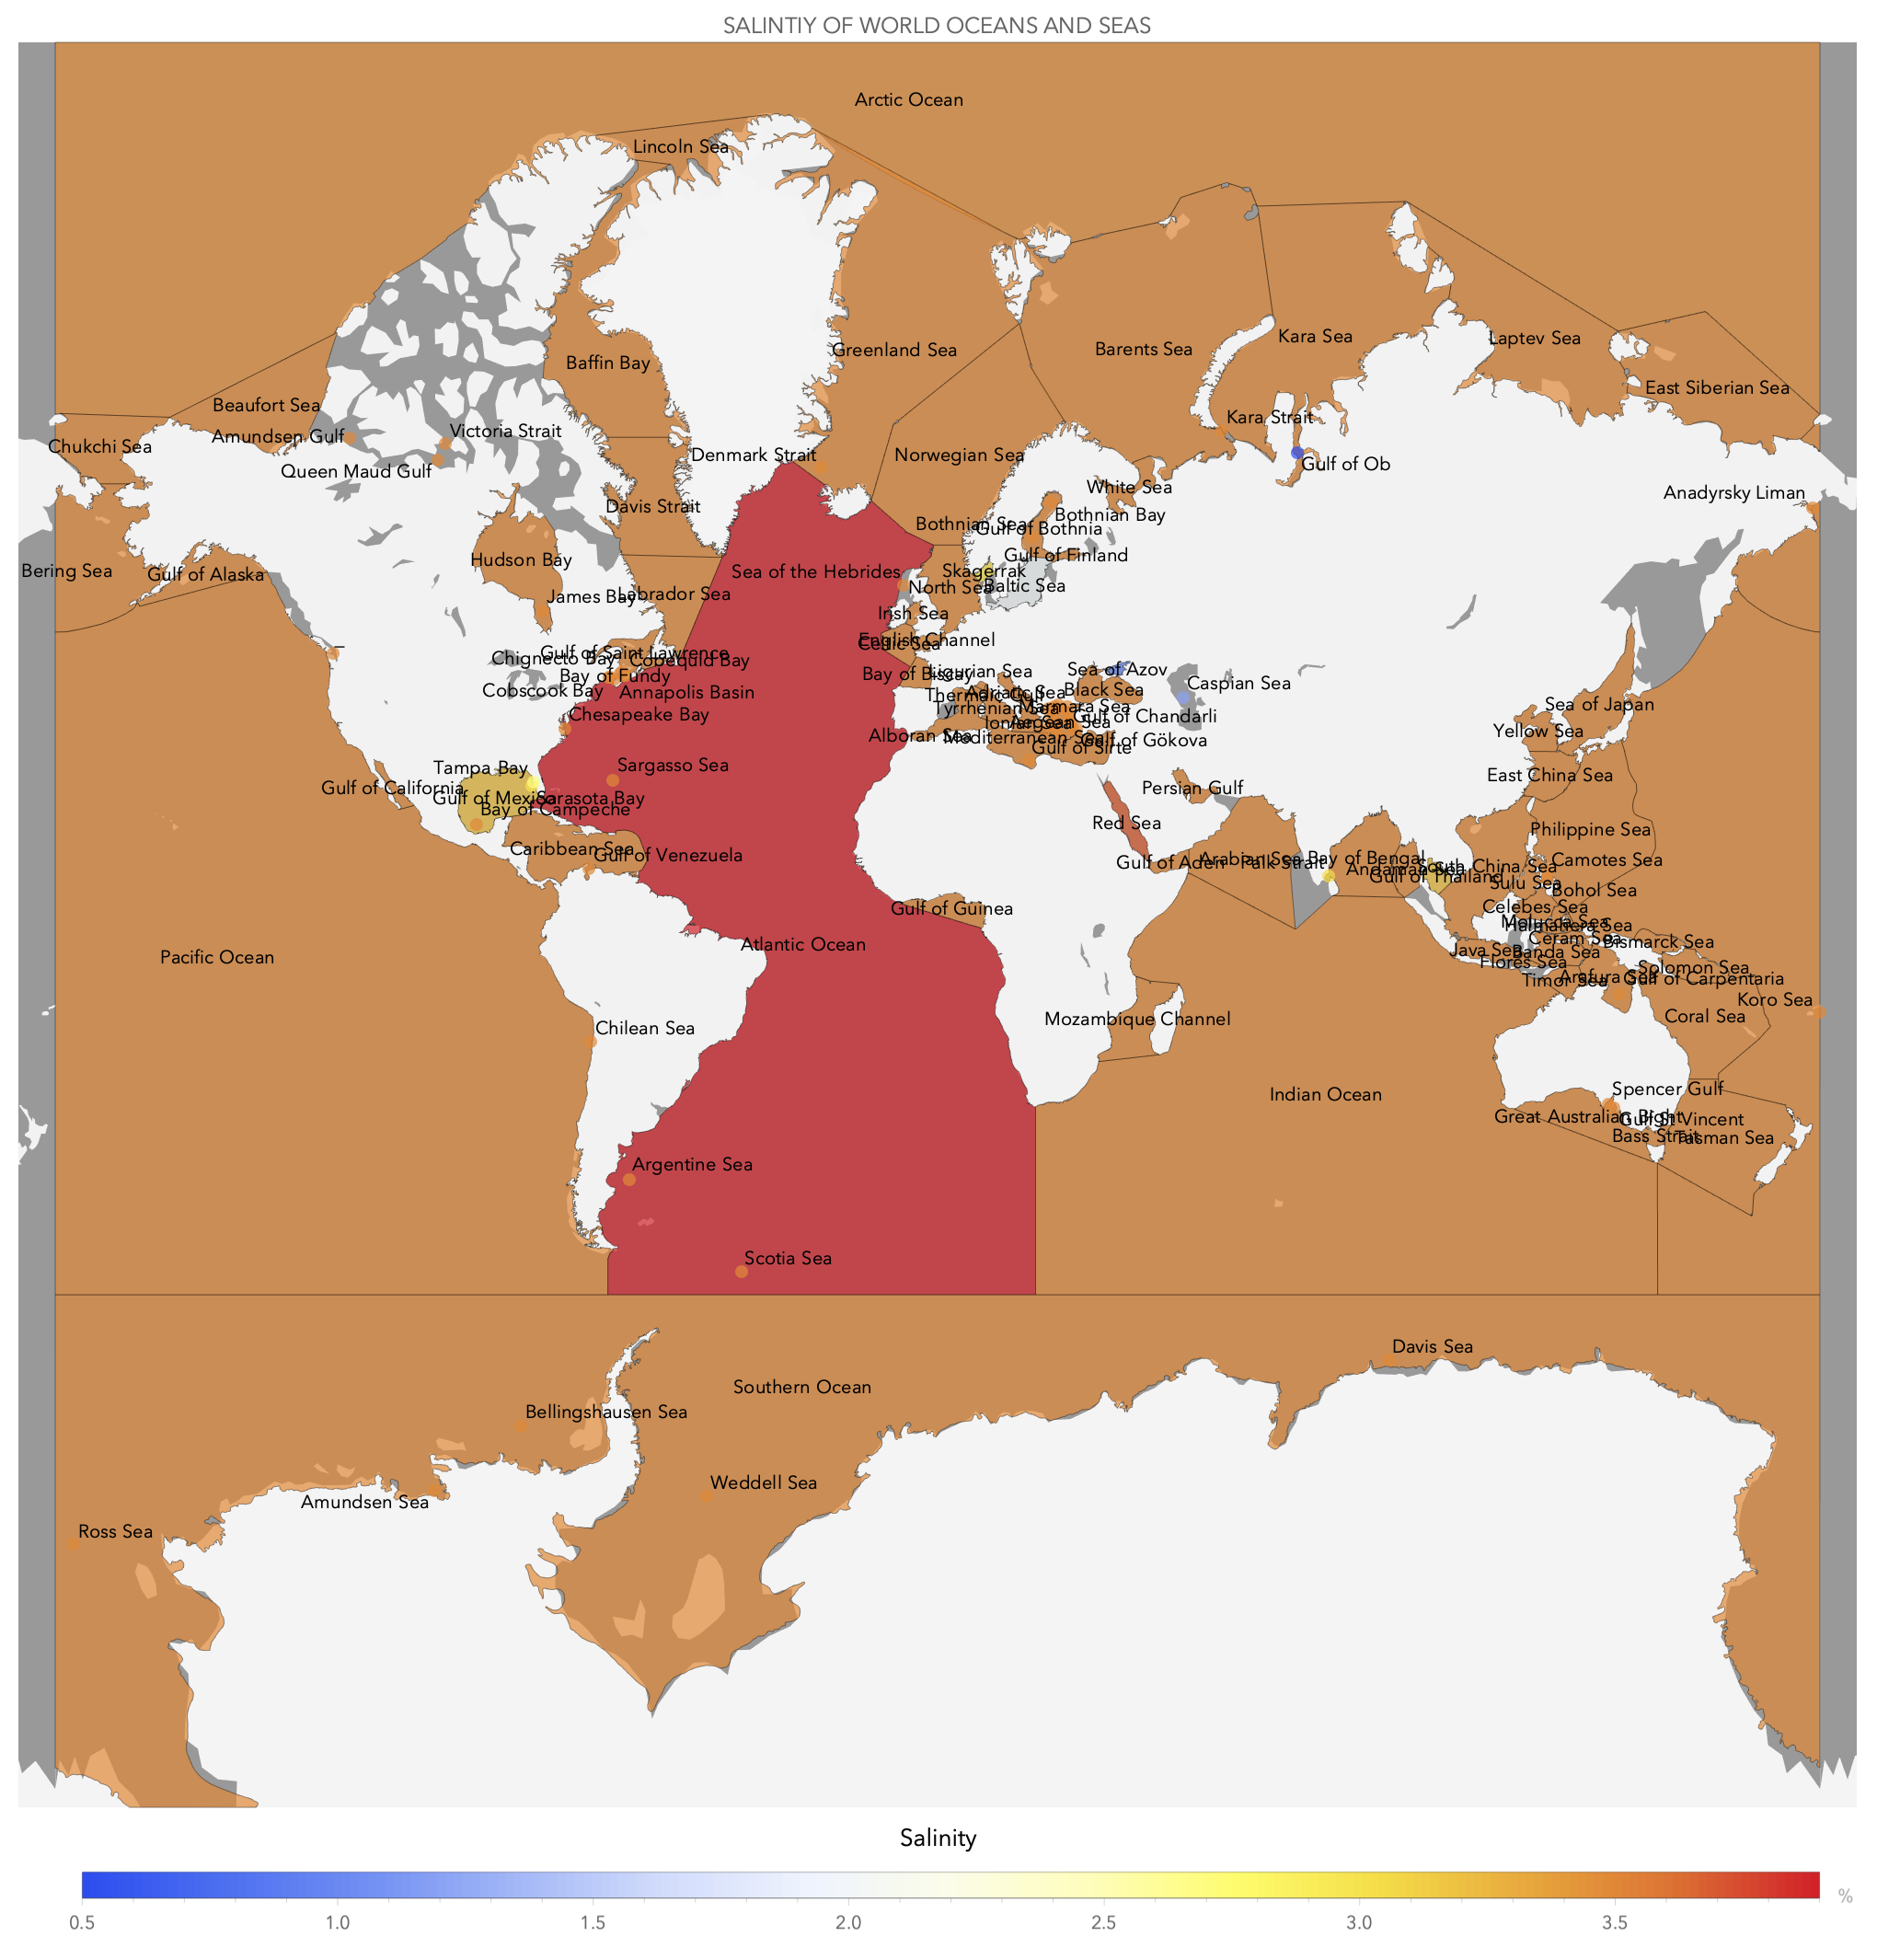 SALINTIY OF WORLD OCEANS AND SEAS
Arctic Ocean
Lincoln Sea
Kara Sea
Laptev Sea
Barents Sea
Greenland Sea
Baffin Bay
East Siberian Sea
Beaufort Sea
Kara Strait
Victoria Strait
Amundsen Gulf
Chukchi Sea
Denmark Strait
Norwegian Sea
Gulf of Ob
Queen Maud Gulf
White Sea
Anadyrsky Liman
Davis Strait
Bothnian Bay
Bothnian Sea
Gulf of Bothnia
Gulf of Finland
Hudson Bay
Bering Sea
Gulf of Alaska
Sea of the Hebrides
Skagerrak
North Sea
Baltic Sea
James Bay
Labrador Sea
Irish Sea
English Channel
Celtic Sea
Gulf of Saint Lawrence
Chignecto Bay
Cobequid Bay
Sea of Azov
Ligurian Sea
Bay of Biscay
Bay of Fundy
Caspian Sea
Cobscook Bay
Annapolis Basin
Black Sea
Adriatic Sea
Thermaic Gulf
Sea of Japan
Marmara Sea
Tyrrhenian Sea
Chesapeake Bay
Gulf of Chandarli
Ionian Sea
Aegean Sea
Yellow Sea
Alboran Sea
Mediterranean Sea
Gulf of Gökova
Gulf of Sirte
Sargasso Sea
Tampa Bay
East China Sea
Gulf of California
Persian Gulf
Gulf of Mexico
Sarasota Bay
Bay of Campeche
Red Sea
Philippine Sea
Caribbean Sea
Gulf of Venezuela
Gulf of Aden
Arabian Sea
Palk Strait
Bay of Bengal
Camotes Sea
Andaman Sea
South China Sea
Gulf of Thailand
Sulu Sea
Bohol Sea
Gulf of Guinea
Celebes Sea
Molucca Sea
Halmahera Sea
Ceram Sea
Bismarck Sea
Atlantic Ocean
Java Sea
Banda Sea
Pacific Ocean
Flores Sea
Solomon Sea
Timor Sea
Arafura Sea
Gulf of Carpentaria
Koro Sea
Coral Sea
Mozambique Channel
Chilean Sea
Spencer Gulf
Indian Ocean
Great Australian Bight
Gulf St Vincent
Bass Strait
Tasman Sea
Argentine Sea
Scotia Sea
Davis Sea
Southern Ocean
Bellingshausen Sea
Weddell Sea
Amundsen Sea
Ross Sea
Salinity
%
0.5 1.0 1.5 2.0 2.5 3.0 3.5